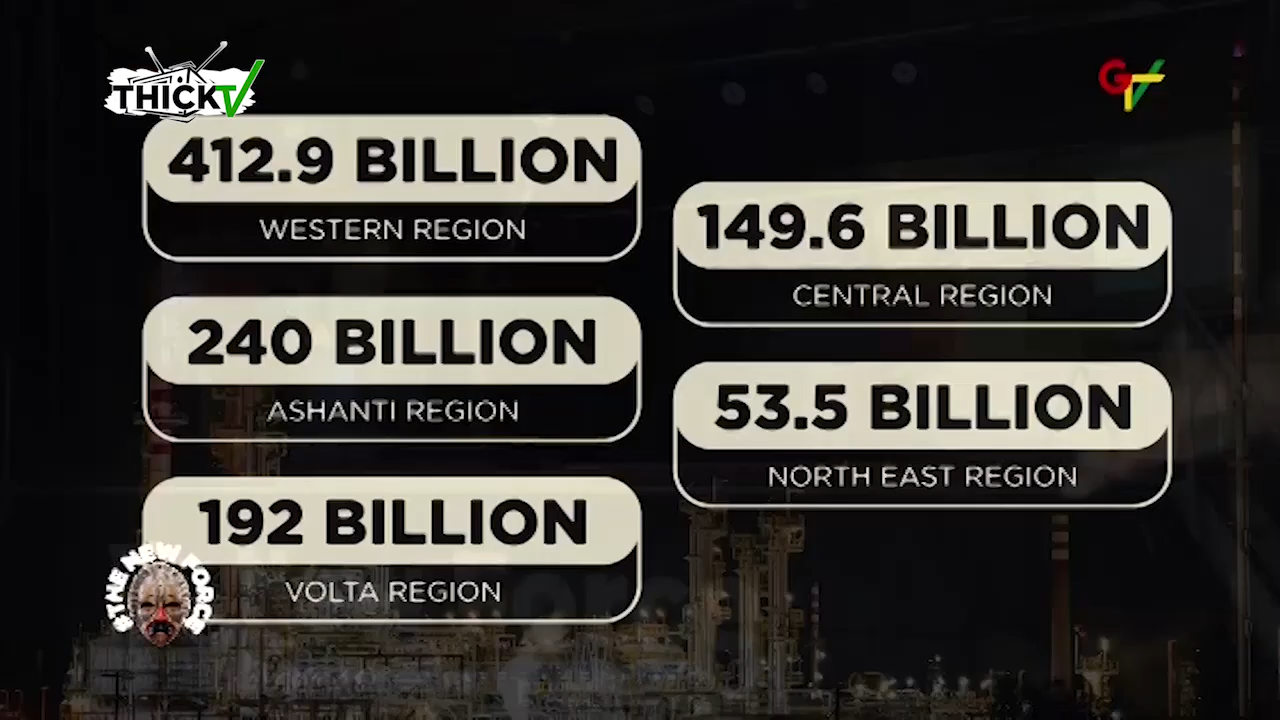 THICKTV
GTV
412.9 BILLION
WESTERN REGION
149.6 BILLION
CENTRAL REGION
240 BILLION
ASHANTI REGION
53.5 BILLION
NORTH EAST REGION
192 BILLION
VOLTA REGION
#THE NEW FORCE